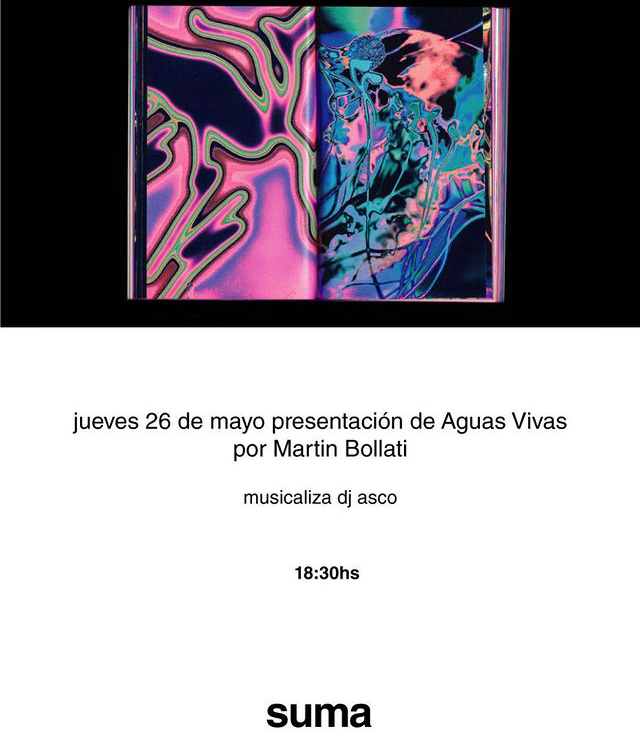 jueves 26 de mayo presentación de Aguas Vivas
por Martin Bollati
musicaliza dj asco
18:30hs
suma